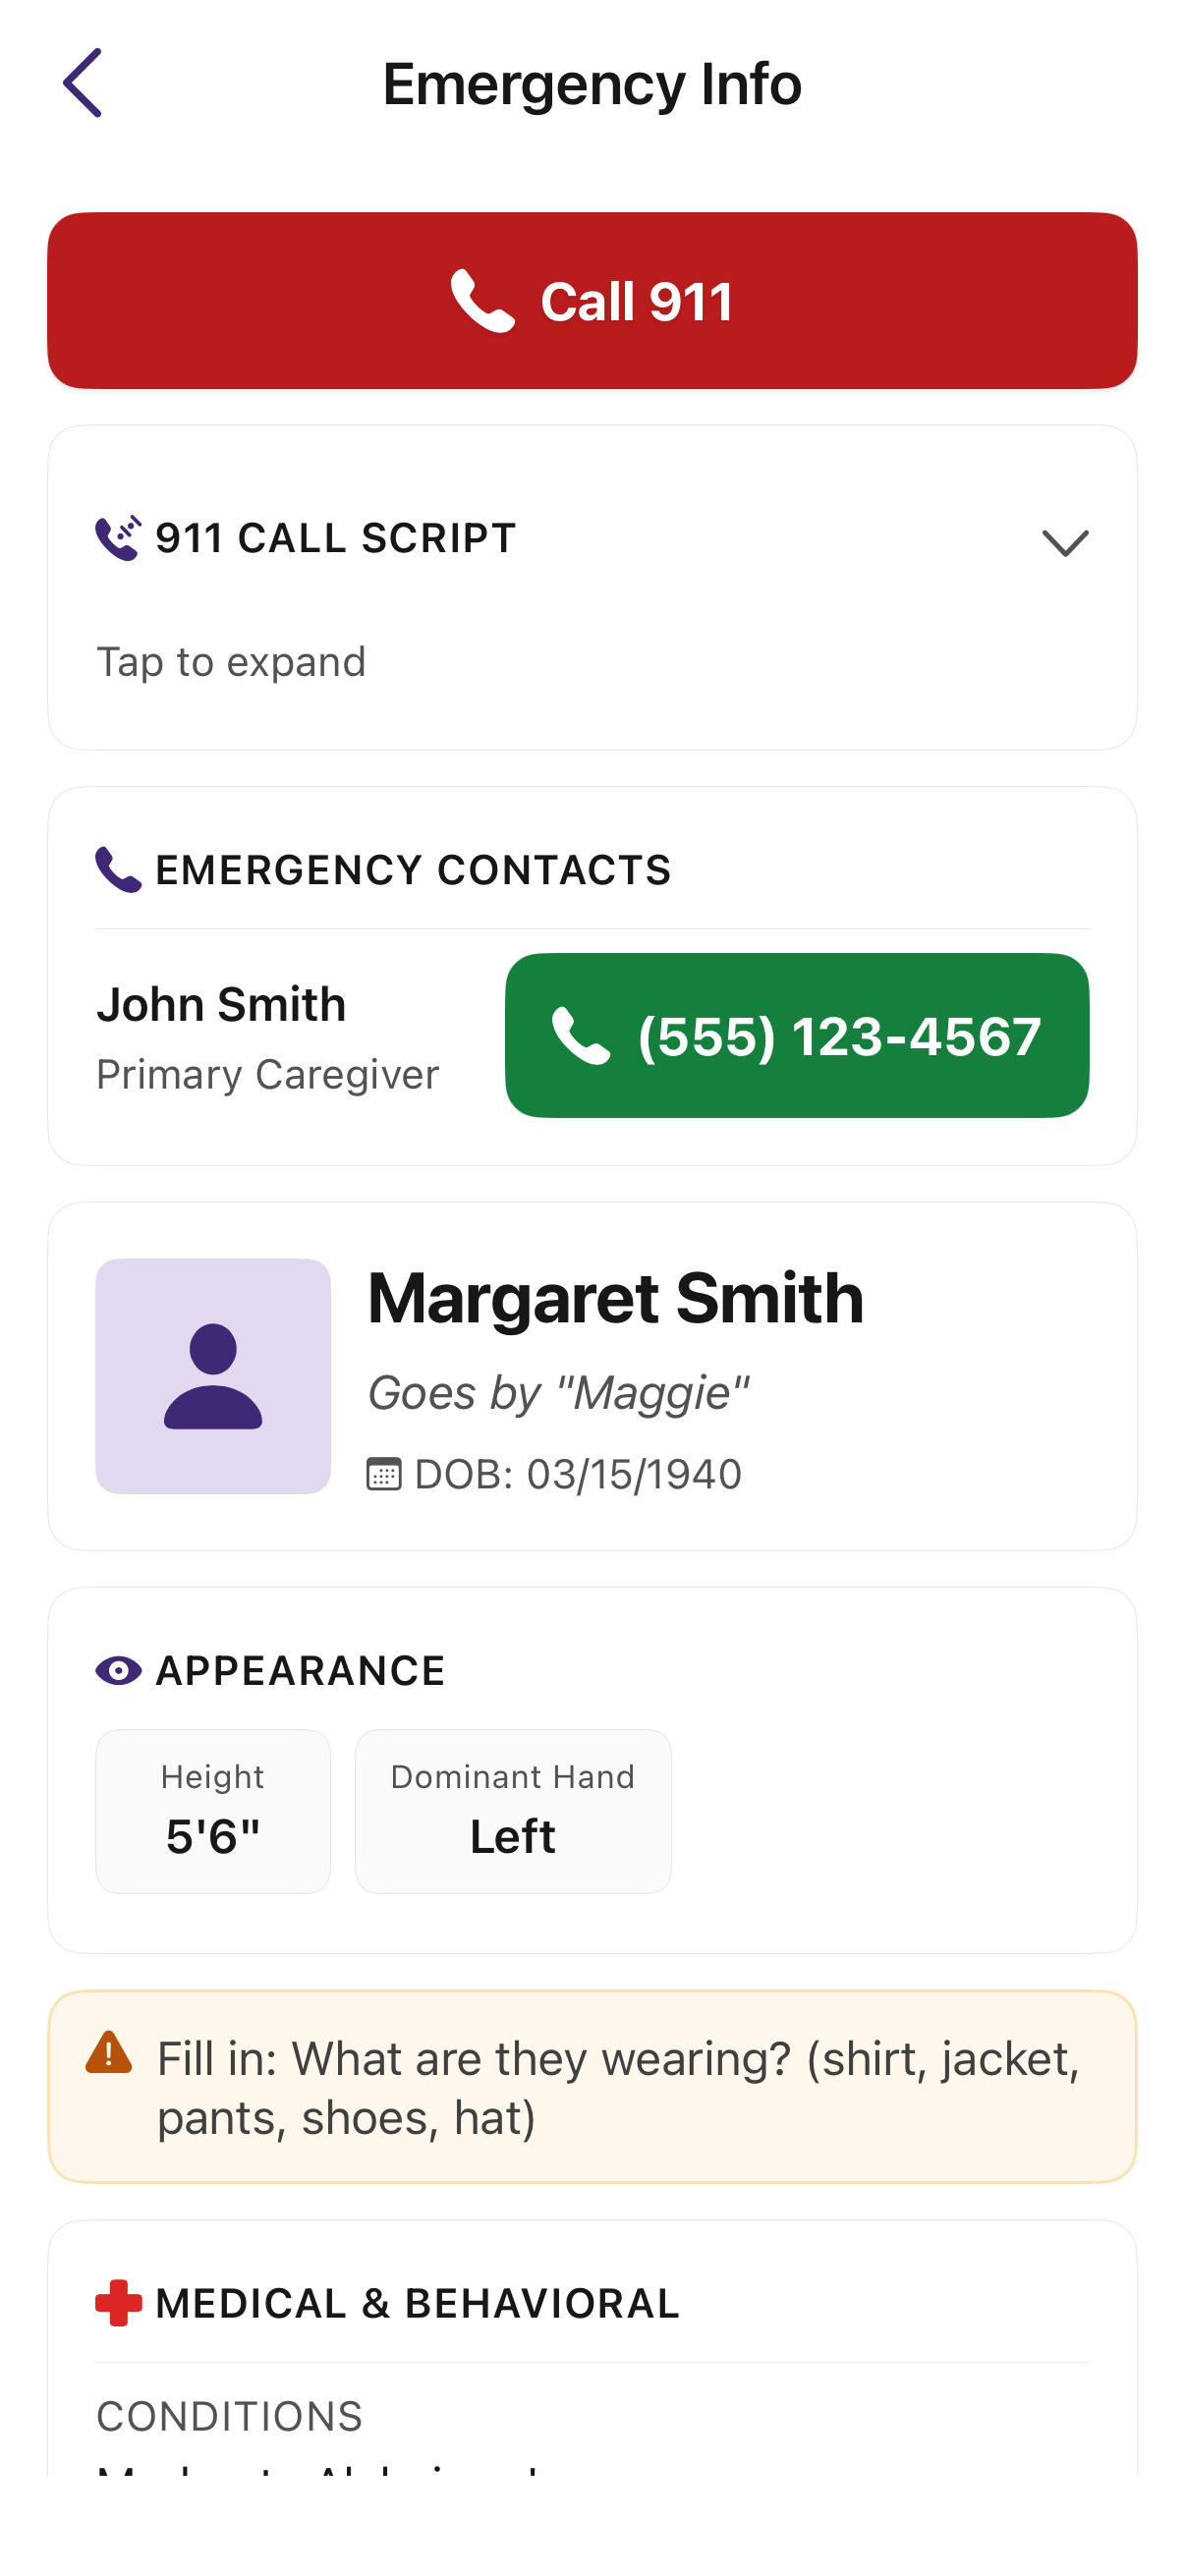 Emergency Info
Call 911
911 CALL SCRIPT
Tap to expand
EMERGENCY CONTACTS
John Smith
Primary Caregiver
(555) 123-4567
Margaret Smith
Goes by "Maggie"
DOB: 03/15/1940
APPEARANCE
Height
5'6"
Dominant Hand
Left
Fill in: What are they wearing? (shirt, jacket,
pants, shoes, hat)
MEDICAL & BEHAVIORAL
CONDITIONS